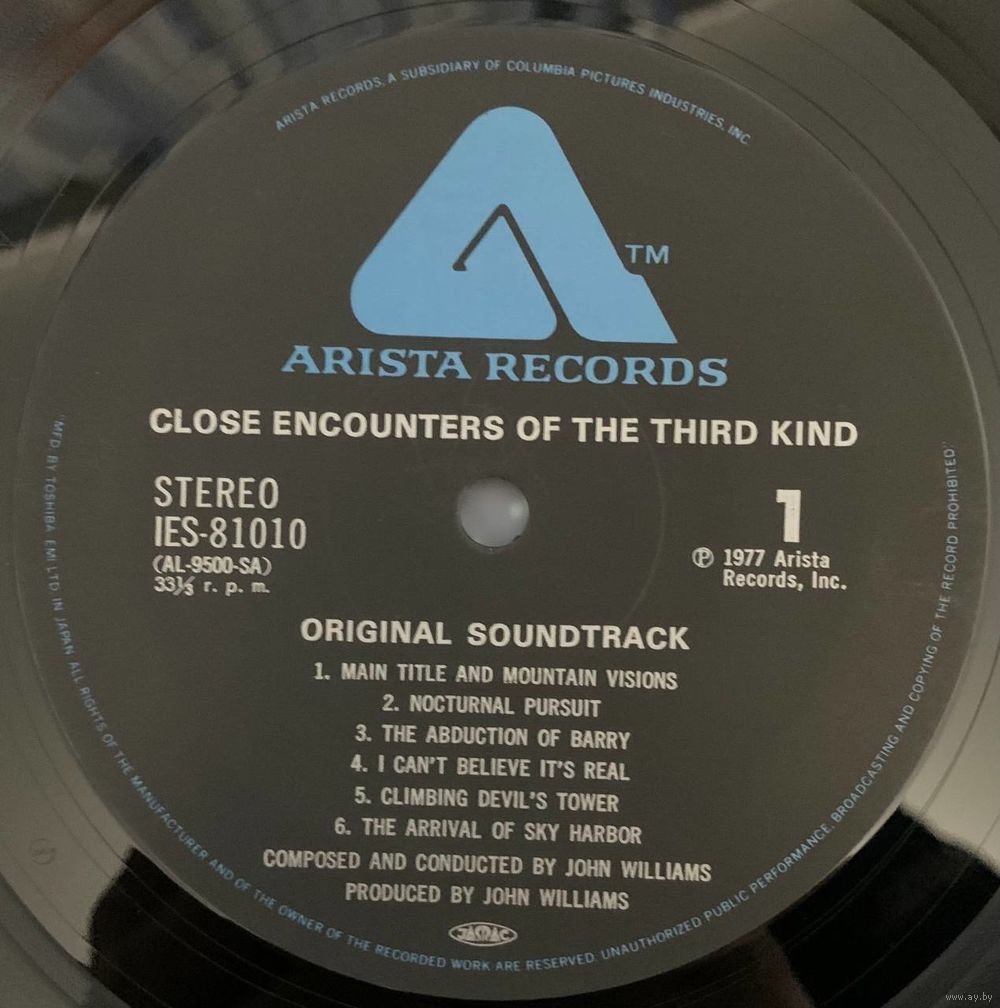 ARISTA RECORDS, A SUBSIDIARY OF COLUMBIA PICTURES INDUSTRIES, INC
TM
ARISTA RECORDS
CLOSE ENCOUNTERS OF THE THIRD KIND
STEREO
IES-81010
(AL-9500-SA)
33⅓ r. p. m.
1
Ⓟ 1977 Arista
Records, Inc.
ORIGINAL SOUNDTRACK
1. MAIN TITLE AND MOUNTAIN VISIONS
2. NOCTURNAL PURSUIT
3. THE ABDUCTION OF BARRY
4. I CAN'T BELIEVE IT'S REAL
5. CLIMBING DEVIL'S TOWER
6. THE ARRIVAL OF SKY HARBOR
COMPOSED AND CONDUCTED BY JOHN WILLIAMS
PRODUCED BY JOHN WILLIAMS
JASRAC
"MFD BY TOSHIBA EMI LTD IN JAPAN ALL RIGHTS OF THE MANUFACTURER AND OF THE OWNER OF THE RECORDED WORK ARE RESERVED. UNAUTHORIZED PUBLIC PERFORMANCE, BROADCASTING AND COPYING OF THE RECORD PROHIBITED"
www.ay.by